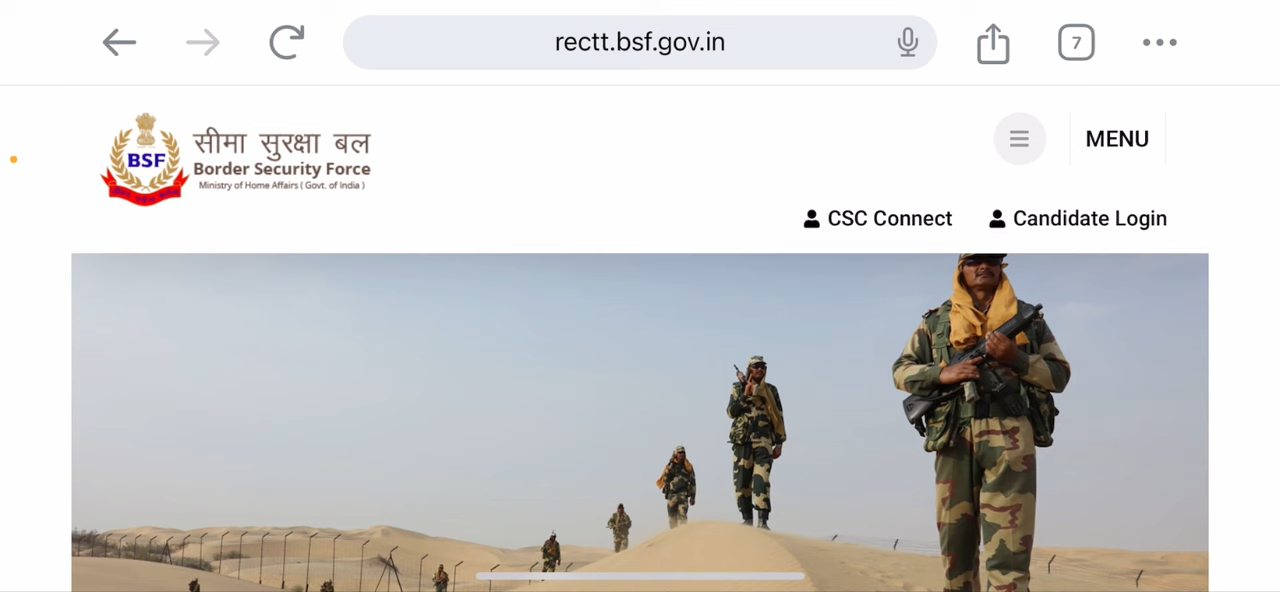 rectt.bsf.gov.in
7
BSF
सीमा सुरक्षा बल
Border Security Force
Ministry of Home Affairs ( Govt. of India )
MENU
CSC Connect
Candidate Login